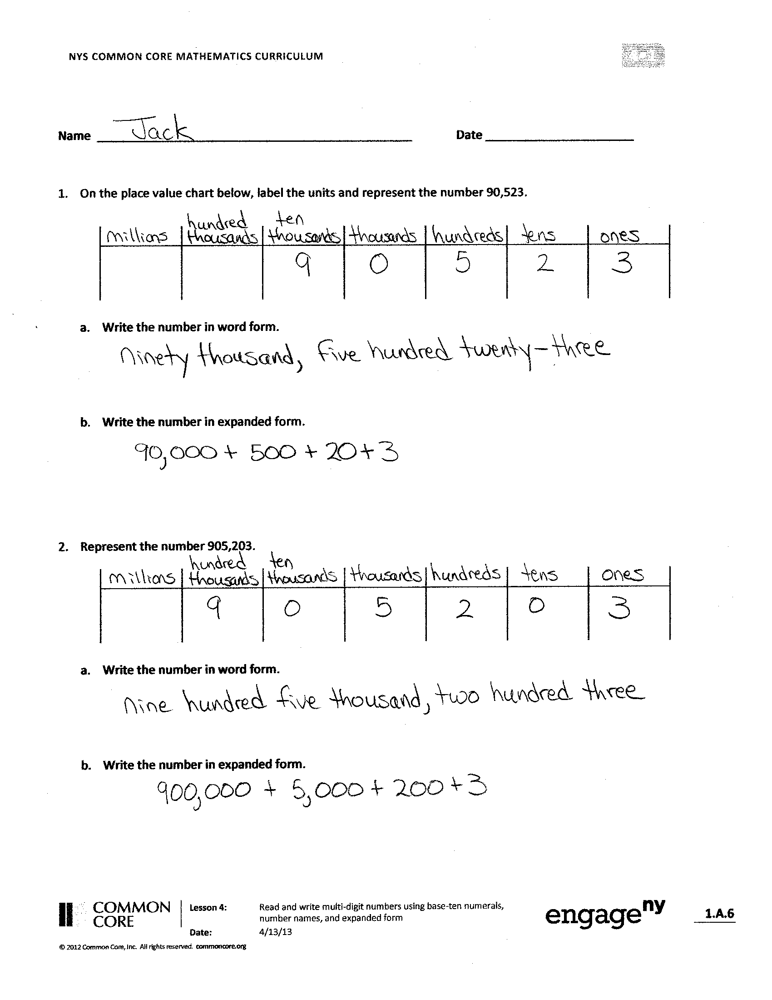 NYS COMMON CORE MATHEMATICS CURRICULUM
Name Jack Date
1. On the place value chart below, label the units and represent the number 90,523.
millions hundred thousands ten thousands thousands hundreds tens ones
9 0 5 2 3
a. Write the number in word form.
ninety thousand, five hundred twenty-three
b. Write the number in expanded form.
90,000 + 500 + 20 + 3
2. Represent the number 905,203.
millions hundred thousands ten thousands thousands hundreds tens ones
9 0 5 2 0 3
a. Write the number in word form.
nine hundred five thousand, two hundred three
b. Write the number in expanded form.
900,000 + 5,000 + 200 + 3
COMMON CORE
Lesson 4: Read and write multi-digit numbers using base-ten numerals,
number names, and expanded form
Date: 4/13/13
engageny 1.A.6
© 2012 Common Core, Inc. All rights reserved. commoncore.org